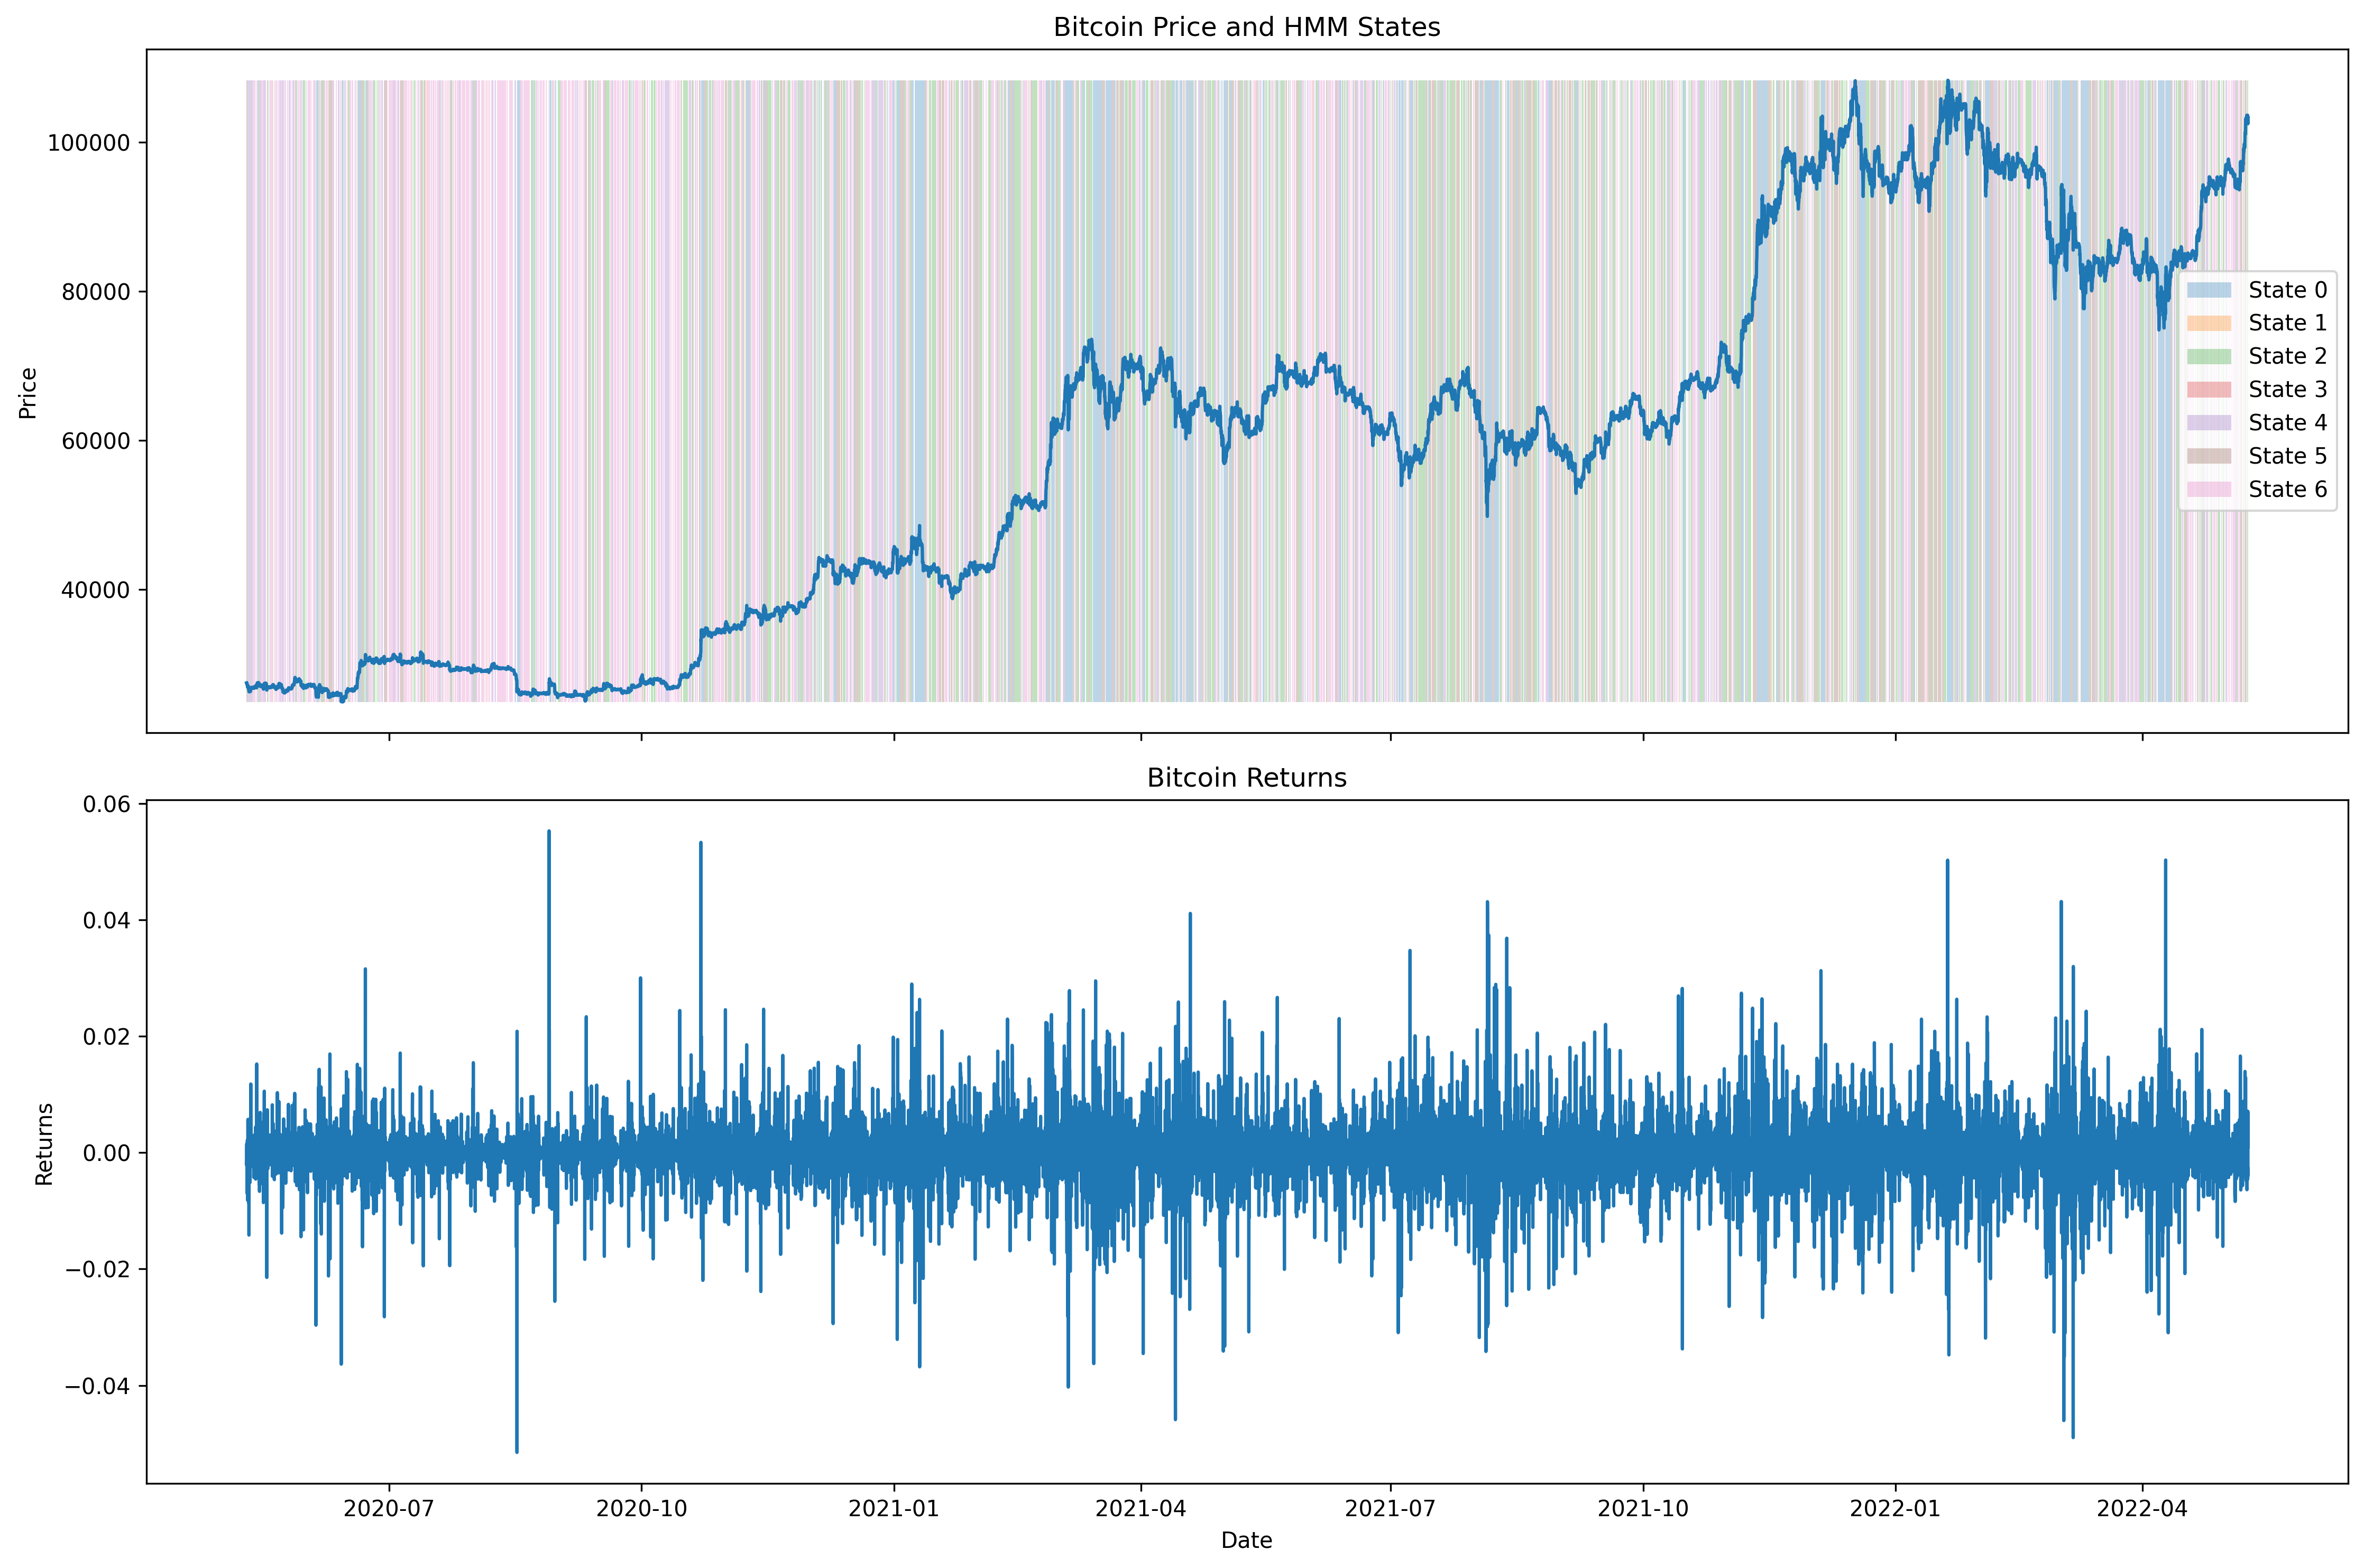 Bitcoin Price and HMM States
Price
100000
80000
60000
40000
State 0
State 1
State 2
State 3
State 4
State 5
State 6
Bitcoin Returns
Returns
0.06
0.04
0.02
0.00
−0.02
−0.04
2020-07 2020-10 2021-01 2021-04 2021-07 2021-10 2022-01 2022-04
Date